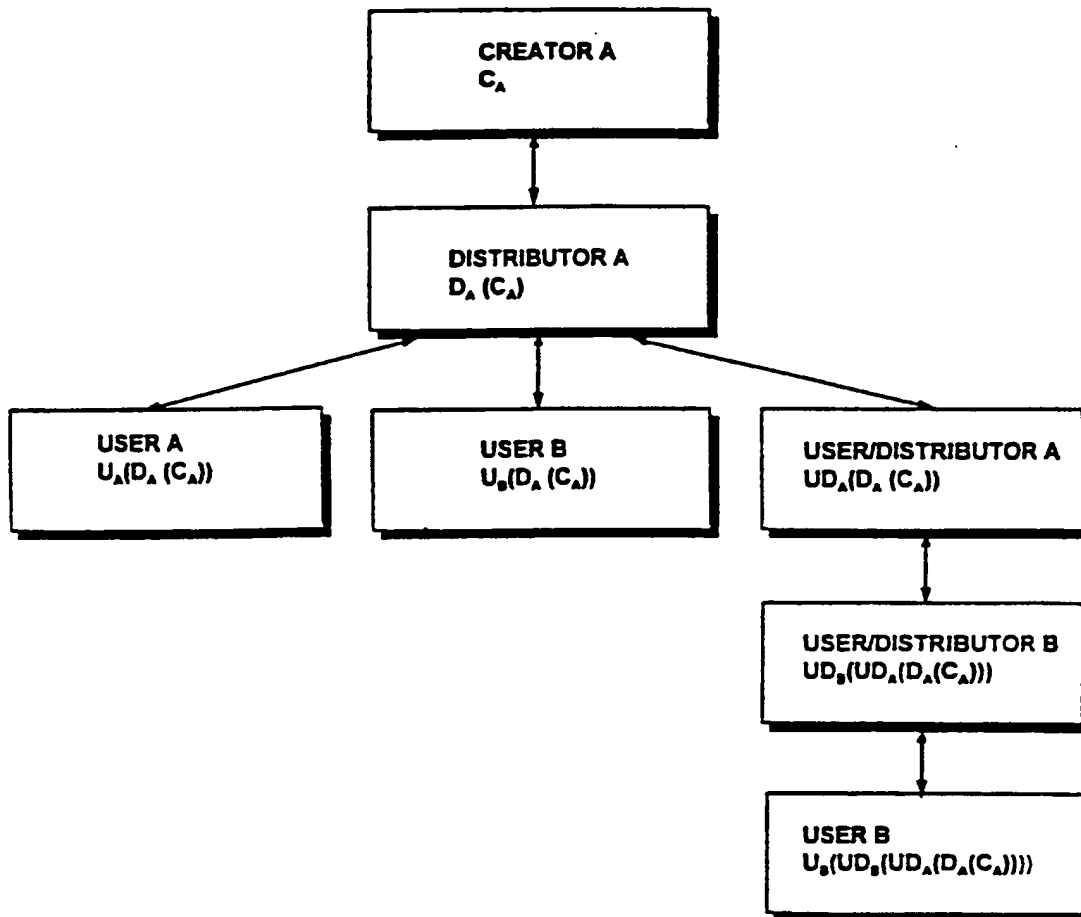 CREATOR A
C_A
DISTRIBUTOR A
D_A (C_A)
USER A
U_A(D_A (C_A))
USER B
U_B(D_A (C_A))
USER/DISTRIBUTOR A
UD_A(D_A (C_A))
USER/DISTRIBUTOR B
UD_B(UD_A(D_A(C_A)))
USER B
U_B(UD_B(UD_A(D_A(C_A))))